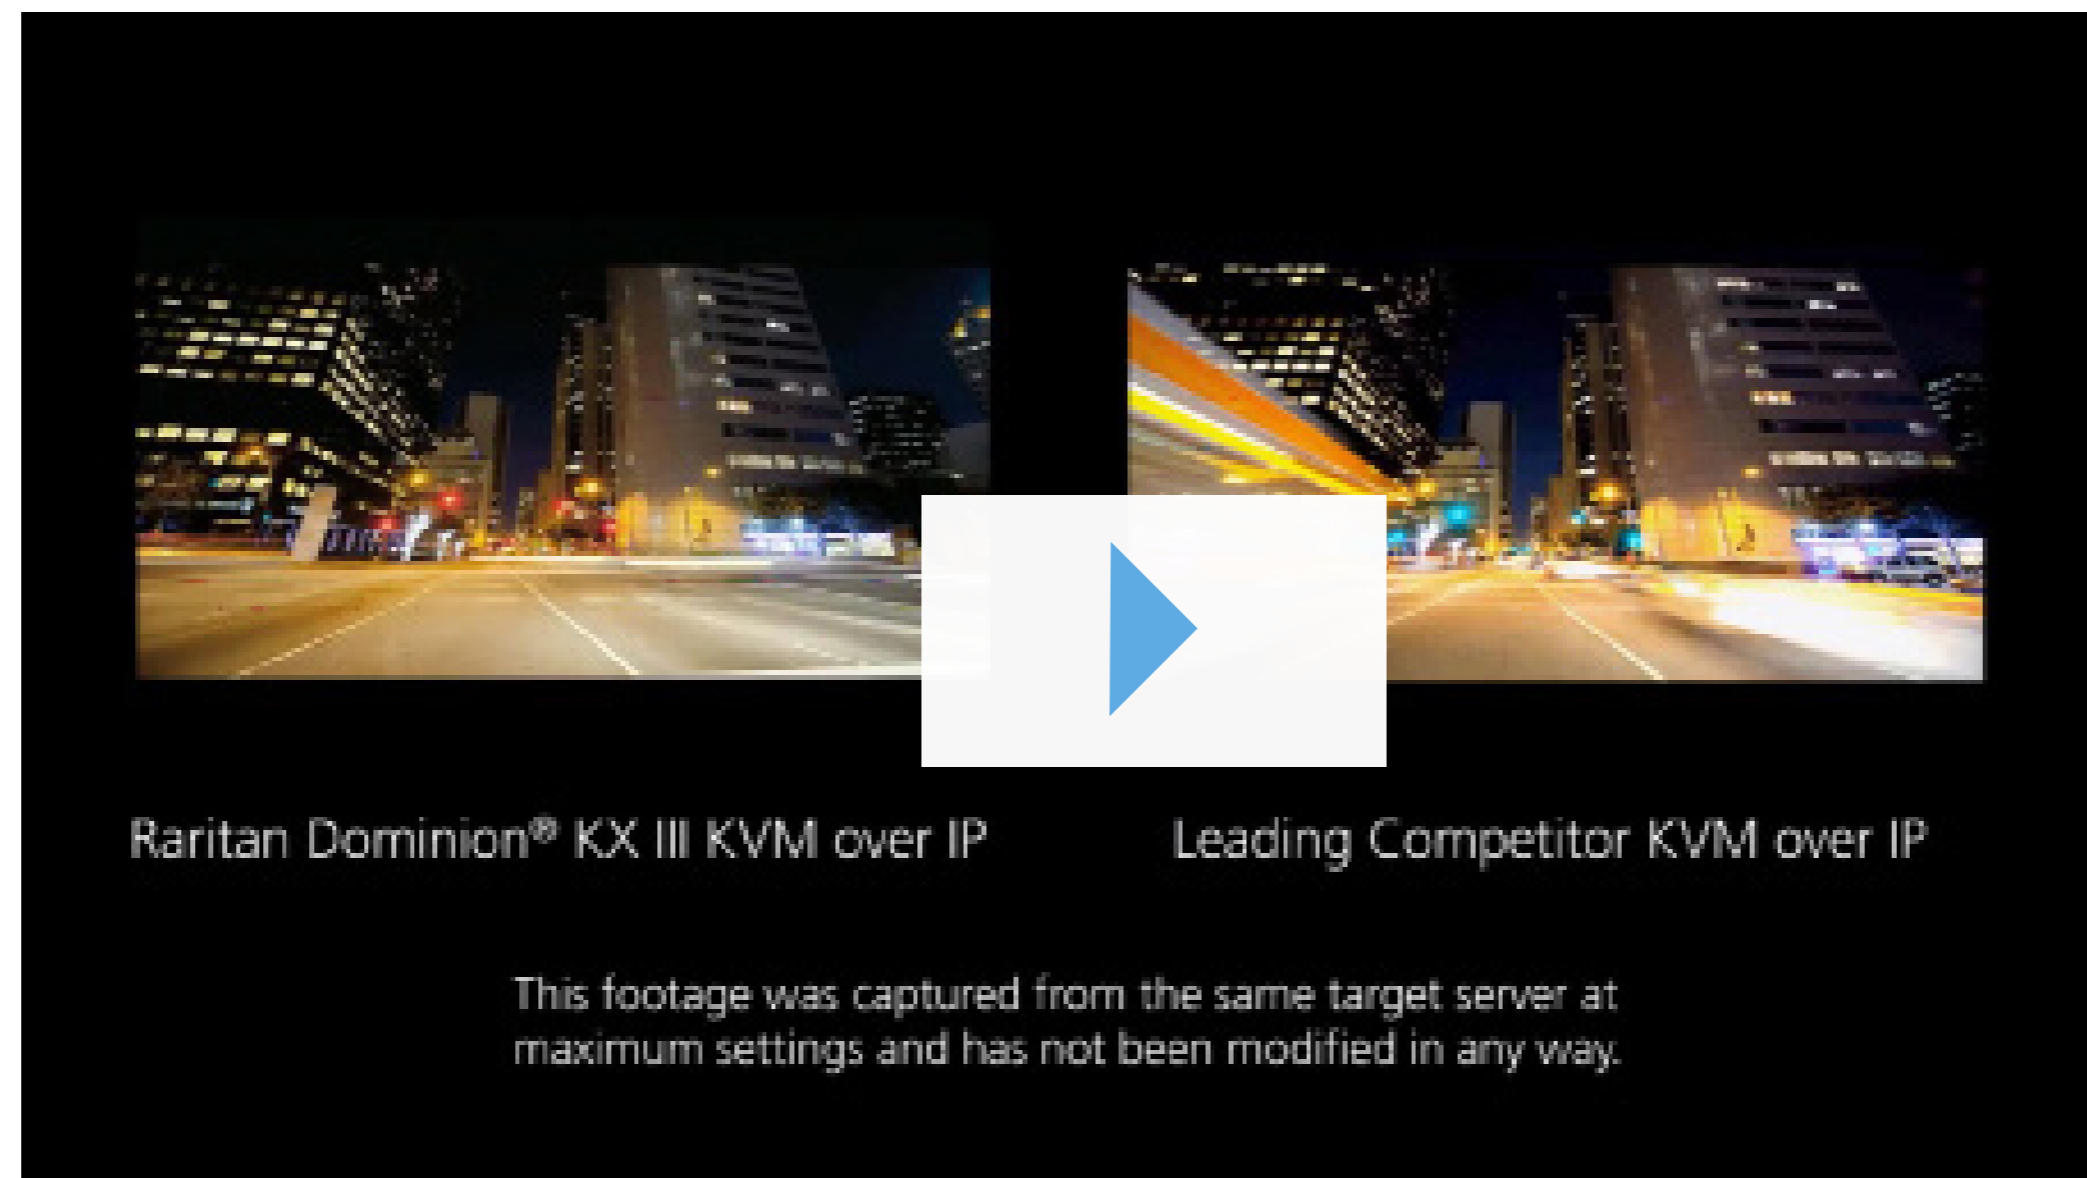 Raritan Dominion® KX III KVM over IP
Leading Competitor KVM over IP
This footage was captured from the same target server at
maximum settings and has not been modified in any way.